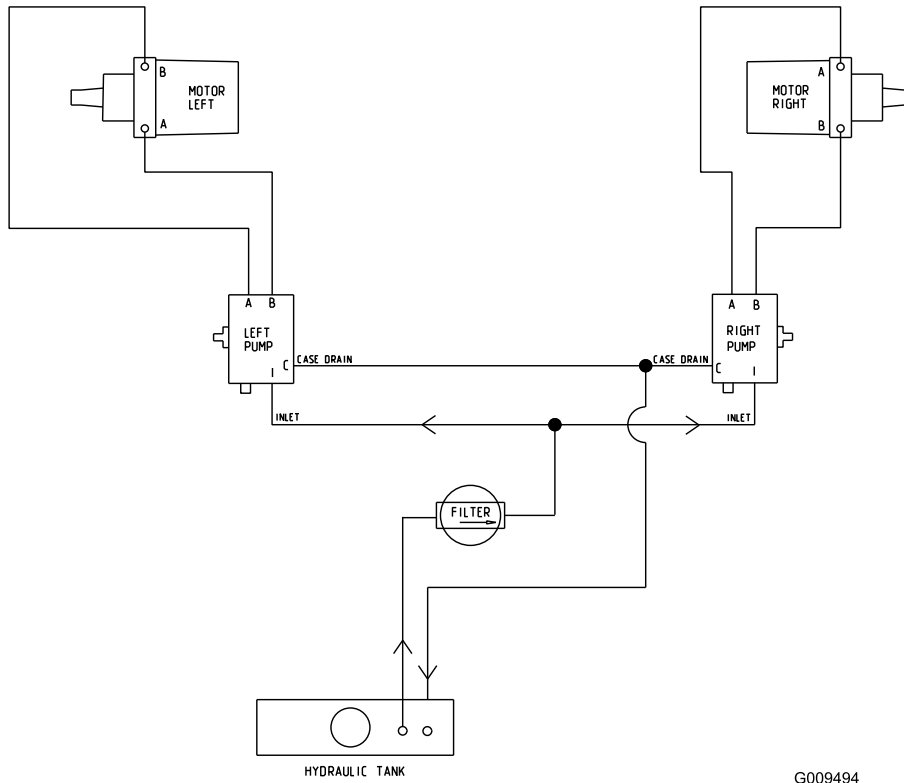 B
MOTOR
LEFT
A
A
MOTOR
RIGHT
B
A B
LEFT
PUMP
C
I
CASE DRAIN
CASE DRAIN
A B
RIGHT
PUMP
C
I
INLET
INLET
FILTER
HYDRAULIC TANK
G009494